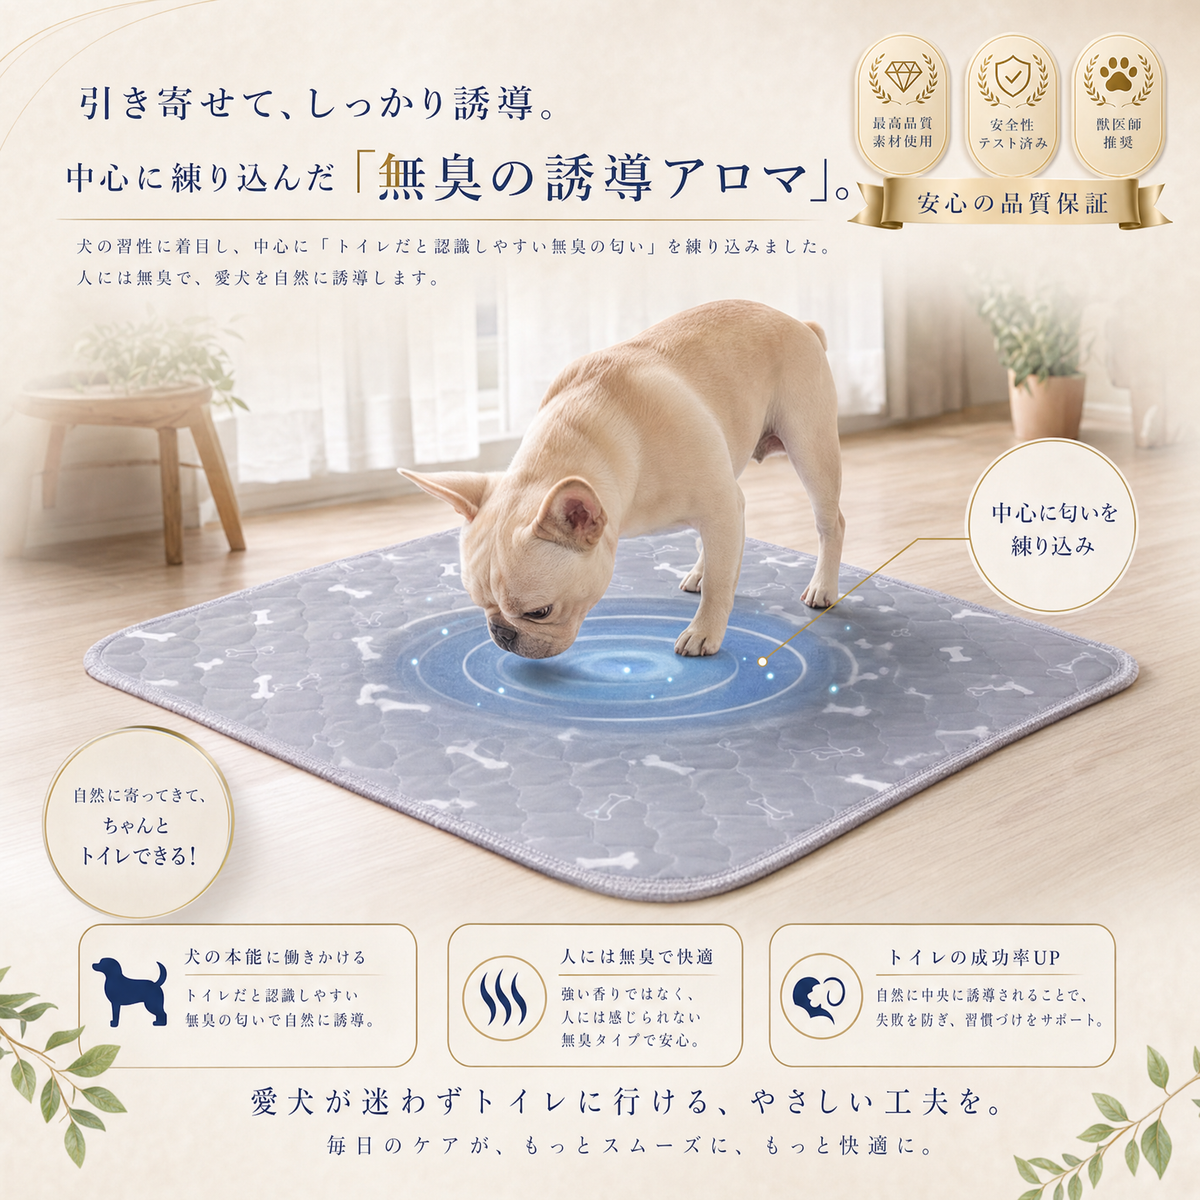 引き寄せて、しっかり誘導。
中心に練り込んだ「無臭の誘導アロマ」。
犬の習性に着目し、中心に「トイレだと認識しやすい無臭の匂い」を練り込みました。
人には無臭で、愛犬を自然に誘導します。
最高品質
素材使用
安全性
テスト済み
獣医師
推奨
安心の品質保証
中心に匂いを
練り込み
自然に寄ってきて、
ちゃんと
トイレできる!
犬の本能に働きかける
トイレだと認識しやすい
無臭の匂いで自然に誘導。
人には無臭で快適
強い香りではなく、
人には感じられない
無臭タイプで安心。
トイレの成功率UP
自然に中央に誘導されることで、
失敗を防ぎ、習慣づけをサポート。
愛犬が迷わずトイレに行ける、やさしい工夫を。
毎日のケアが、もっとスムーズに、もっと快適に。